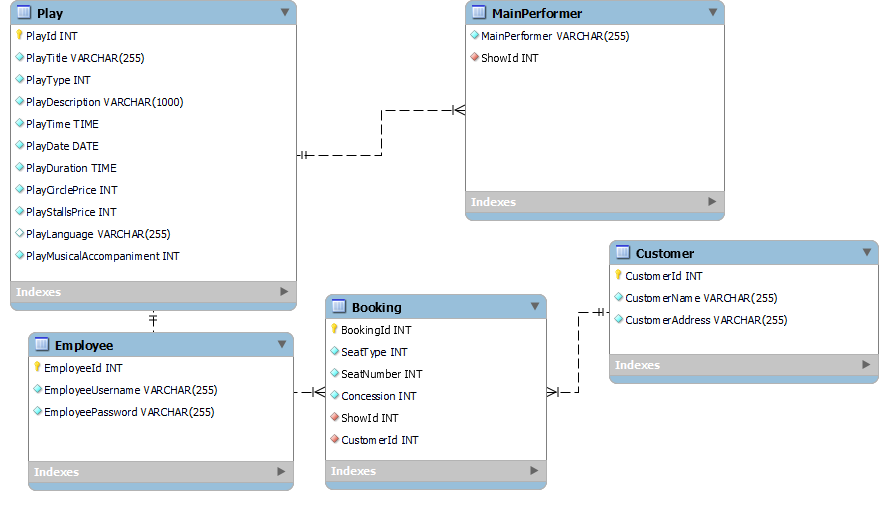 Play
PlayId INT
PlayTitle VARCHAR(255)
PlayType INT
PlayDescription VARCHAR(1000)
PlayTime TIME
PlayDate DATE
PlayDuration TIME
PlayCirclePrice INT
PlayStallsPrice INT
PlayLanguage VARCHAR(255)
PlayMusicalAccompaniment INT
Indexes
MainPerformer
MainPerformer VARCHAR(255)
ShowId INT
Indexes
Customer
CustomerId INT
CustomerName VARCHAR(255)
CustomerAddress VARCHAR(255)
Indexes
Employee
EmployeeId INT
EmployeeUsername VARCHAR(255)
EmployeePassword VARCHAR(255)
Indexes
Booking
BookingId INT
SeatType INT
SeatNumber INT
Concession INT
ShowId INT
CustomerId INT
Indexes